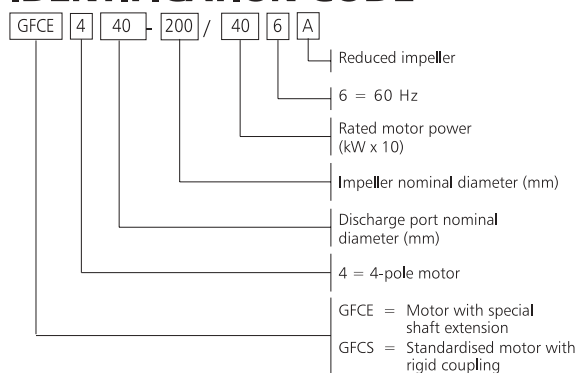 IDENTIFICATION CODE
GFCE 4 40 - 200 / 40 6 A
Reduced impeller
6 = 60 Hz
Rated motor power
(kW x 10)
Impeller nominal diameter (mm)
Discharge port nominal
diameter (mm)
4 = 4-pole motor
GFCE = Motor with special
shaft extension
GFCS = Standardised motor with
rigid coupling